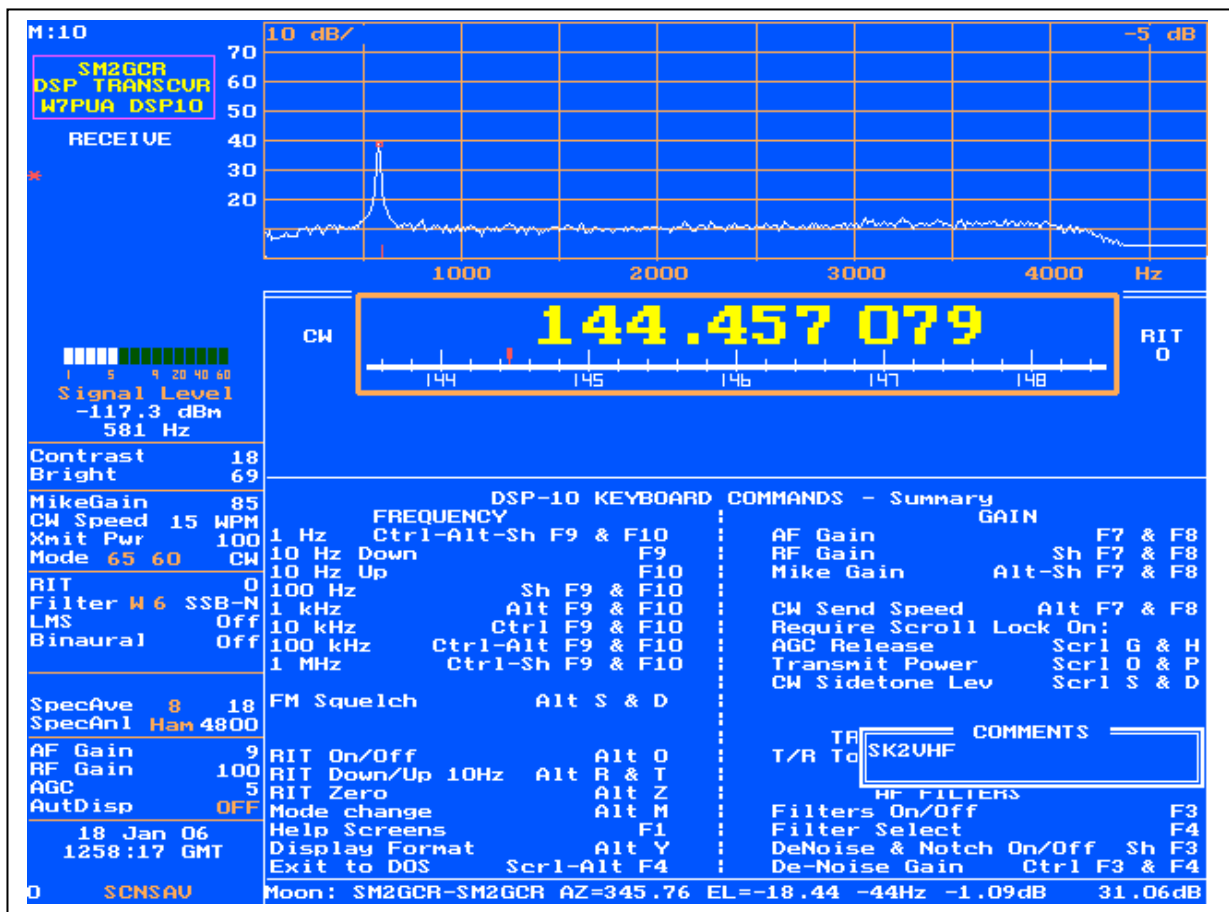 M:10
10 dB/ -5 dB
70
60
50
40
30
20
SM2GCR
DSP TRANSCVR
W7PUA DSP10
RECEIVE
1000 2000 3000 4000 Hz
CW
144.457 079
RIT
0
144 145 146 147 148
1 5 9 20 40 60
Signal Level
-117.3 dBm
581 Hz
Contrast 18
Bright 69
MikeGain 85
CW Speed 15 WPM
Xmit Pwr 100
Mode 65 60 CW
RIT 0
Filter W 6 SSB-N
LMS Off
Binaural Off
SpecAve 8 18
SpecAnl Ham 4800
AF Gain 9
RF Gain 100
AGC 5
AutDisp OFF
18 Jan 06
1258:17 GMT
0 SCNSAV
DSP-10 KEYBOARD COMMANDS - Summary
FREQUENCY
1 Hz Ctrl-Alt-Sh F9 & F10
10 Hz Down F9
10 Hz Up F10
100 Hz Sh F9 & F10
1 kHz Alt F9 & F10
10 kHz Ctrl F9 & F10
100 kHz Ctrl-Alt F9 & F10
1 MHz Ctrl-Sh F9 & F10
FM Squelch Alt S & D
RIT On/Off Alt O
RIT Down/Up 10Hz Alt R & T
RIT Zero Alt Z
Mode change Alt M
Help Screens F1
Display Format Alt Y
Exit to DOS Scrl-Alt F4
GAIN
AF Gain F7 & F8
RF Gain Sh F7 & F8
Mike Gain Alt-Sh F7 & F8
CW Send Speed Alt F7 & F8
Require Scroll Lock On:
AGC Release Scrl G & H
Transmit Power Scrl O & P
CW Sidetone Lev Scrl S & D
T/R
COMMENTS
SK2VHF
AF FILTERS
Filters On/Off F3
Filter Select F4
DeNoise & Notch On/Off Sh F3
De-Noise Gain Ctrl F3 & F4
Moon: SM2GCR-SM2GCR AZ=345.76 EL=-18.44 -44Hz -1.09dB 31.06dB